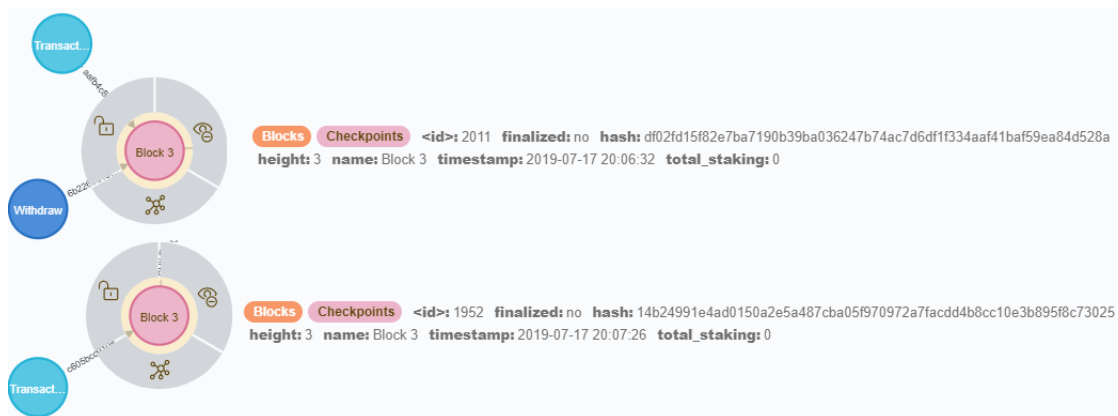 Transact...
Block 3
Withdraw
Blocks Checkpoints <id>: 2011 finalized: no hash: df02fd15f82e7ba7190b39ba036247b74ac7d6df1f334aaf41baf59ea84d528a
height: 3 name: Block 3 timestamp: 2019-07-17 20:06:32 total_staking: 0
Block 3
Transact...
Blocks Checkpoints <id>: 1952 finalized: no hash: 14b24991e4ad0150a2e5a487cba05f970972a7facdd4b8cc10e3b895f8c73025
height: 3 name: Block 3 timestamp: 2019-07-17 20:07:26 total_staking: 0